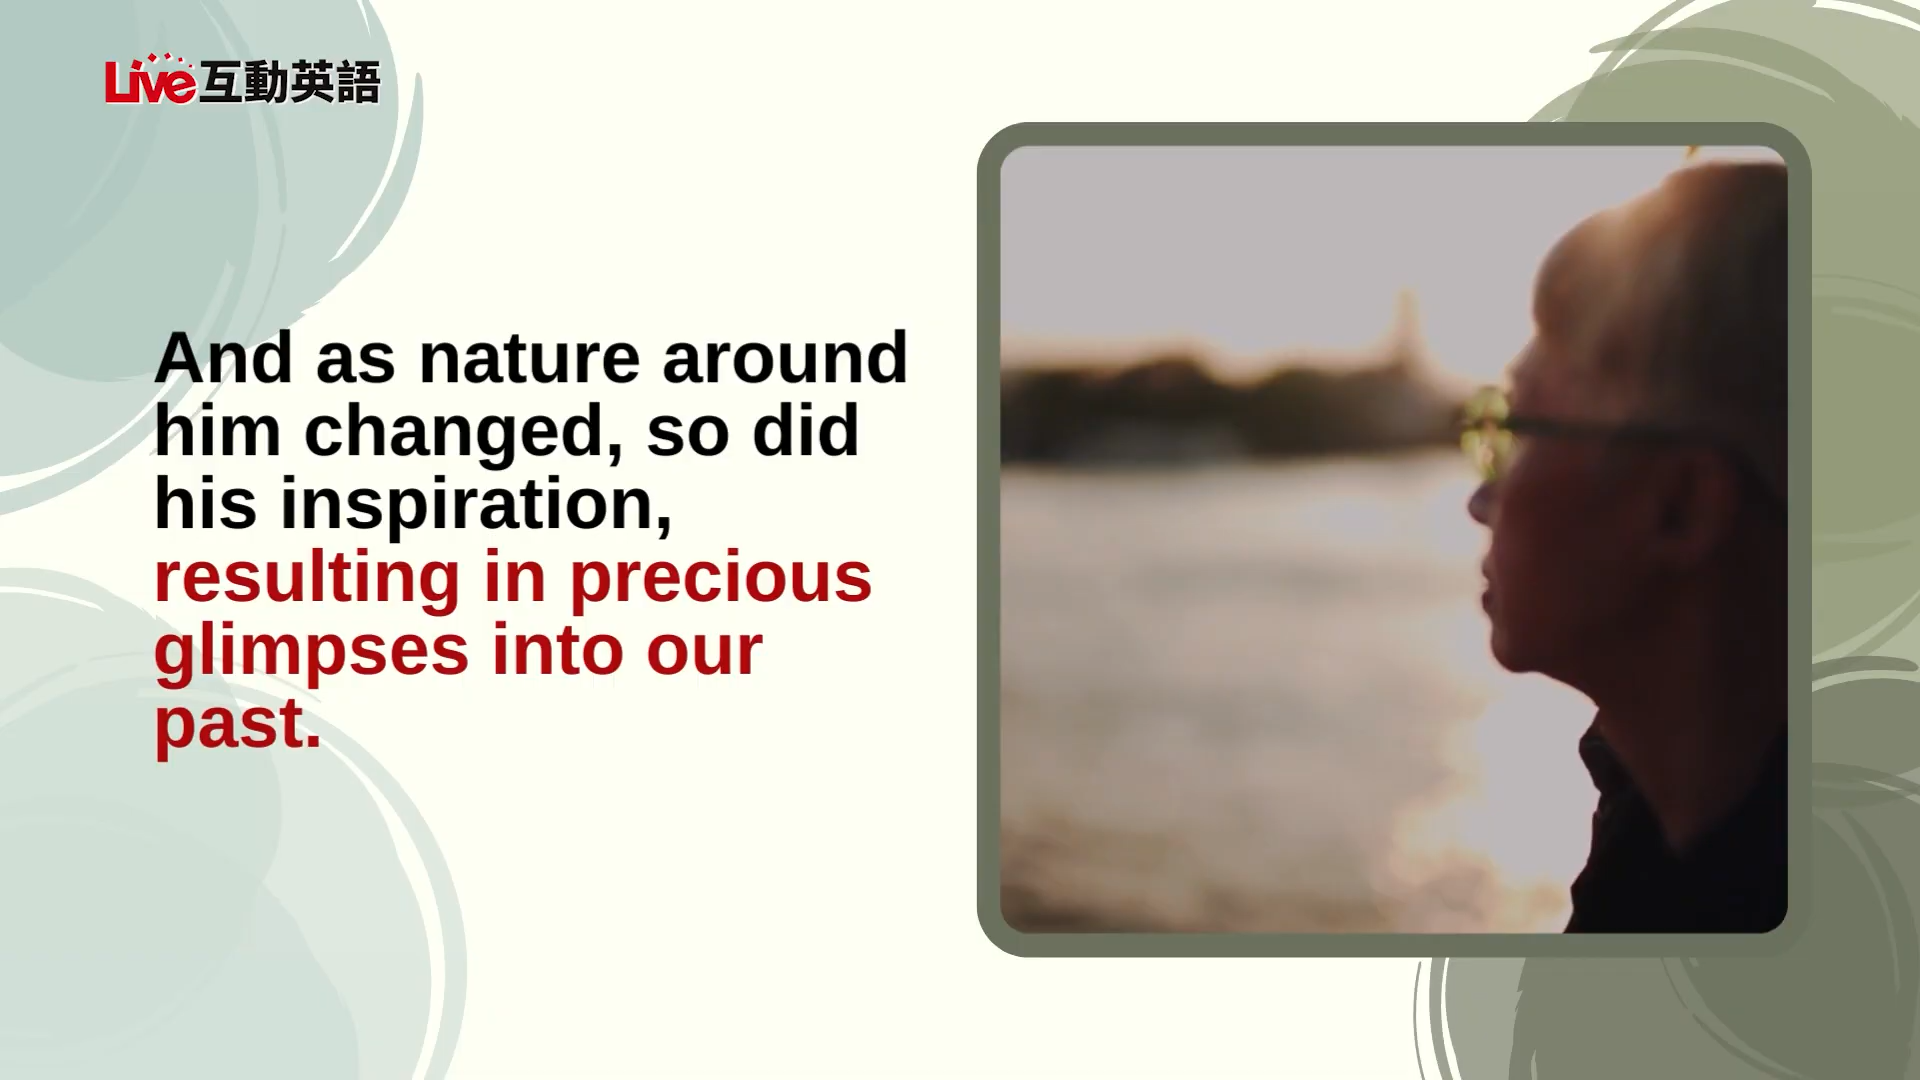 Live互動英語
And as nature around
him changed, so did
his inspiration,
resulting in precious
glimpses into our
past.